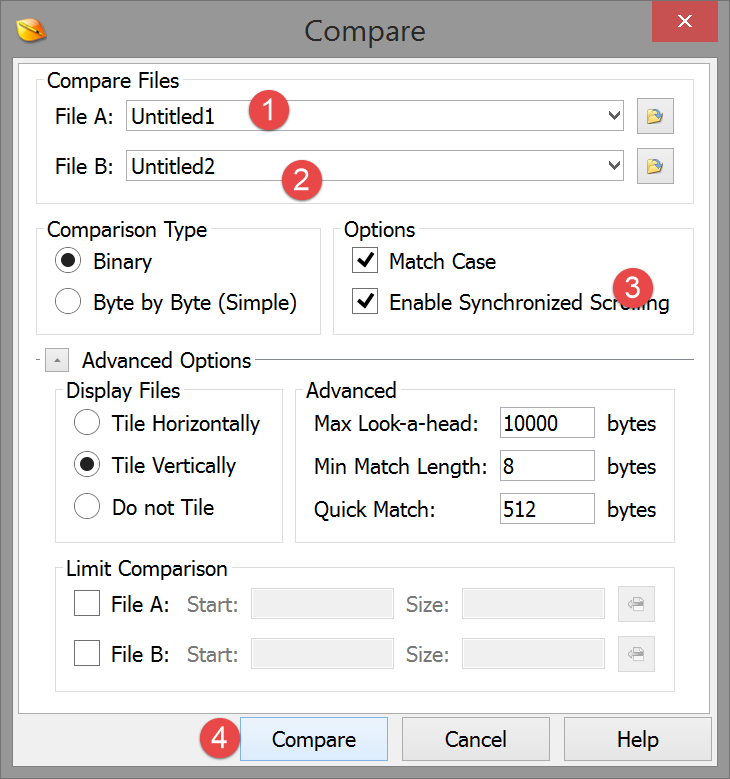 Compare
Compare Files
File A: Untitled1 1
File B: Untitled2 2
Comparison Type
Binary
Byte by Byte (Simple)
Options
Match Case
Enable Synchronized Scrolling 3
Advanced Options
Display Files
Tile Horizontally
Tile Vertically
Do not Tile
Advanced
Max Look-a-head: 10000 bytes
Min Match Length: 8 bytes
Quick Match: 512 bytes
Limit Comparison
File A: Start: Size:
File B: Start: Size:
4 Compare Cancel Help